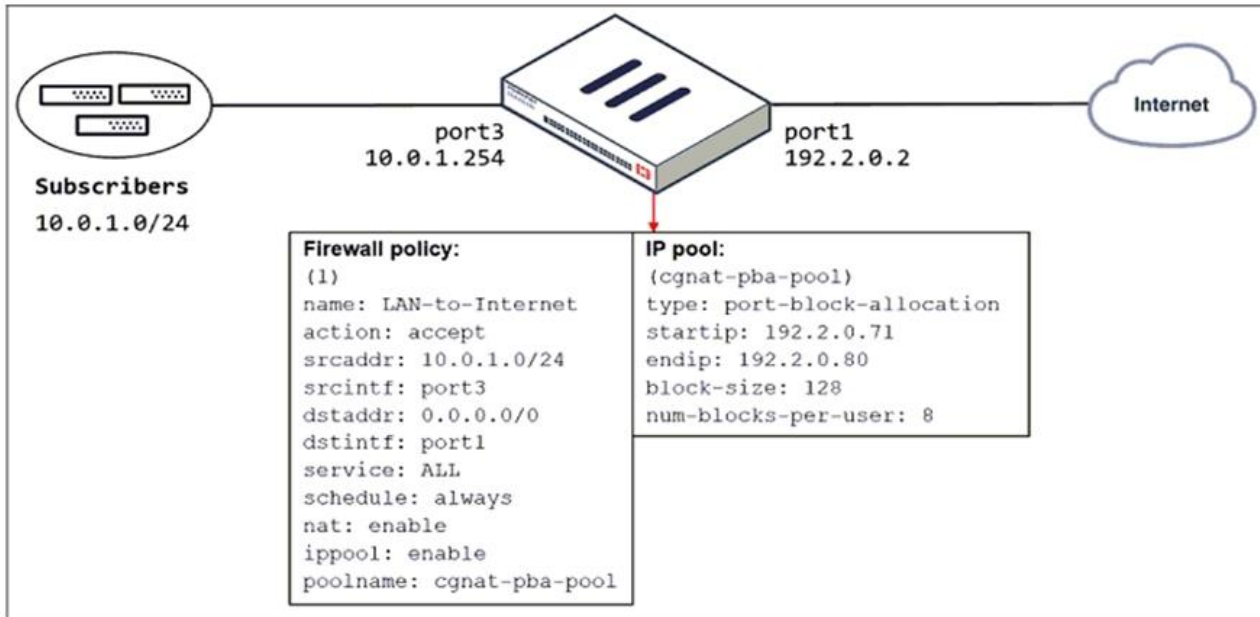 port3
10.0.1.254
port1
192.2.0.2
Internet
Subscribers
10.0.1.0/24
Firewall policy:
(1)
name: LAN-to-Internet
action: accept
srcaddr: 10.0.1.0/24
srcintf: port3
dstaddr: 0.0.0.0/0
dstintf: port1
service: ALL
schedule: always
nat: enable
ippool: enable
poolname: cgnat-pba-pool
IP pool:
(cgnat-pba-pool)
type: port-block-allocation
startip: 192.2.0.71
endip: 192.2.0.80
block-size: 128
num-blocks-per-user: 8